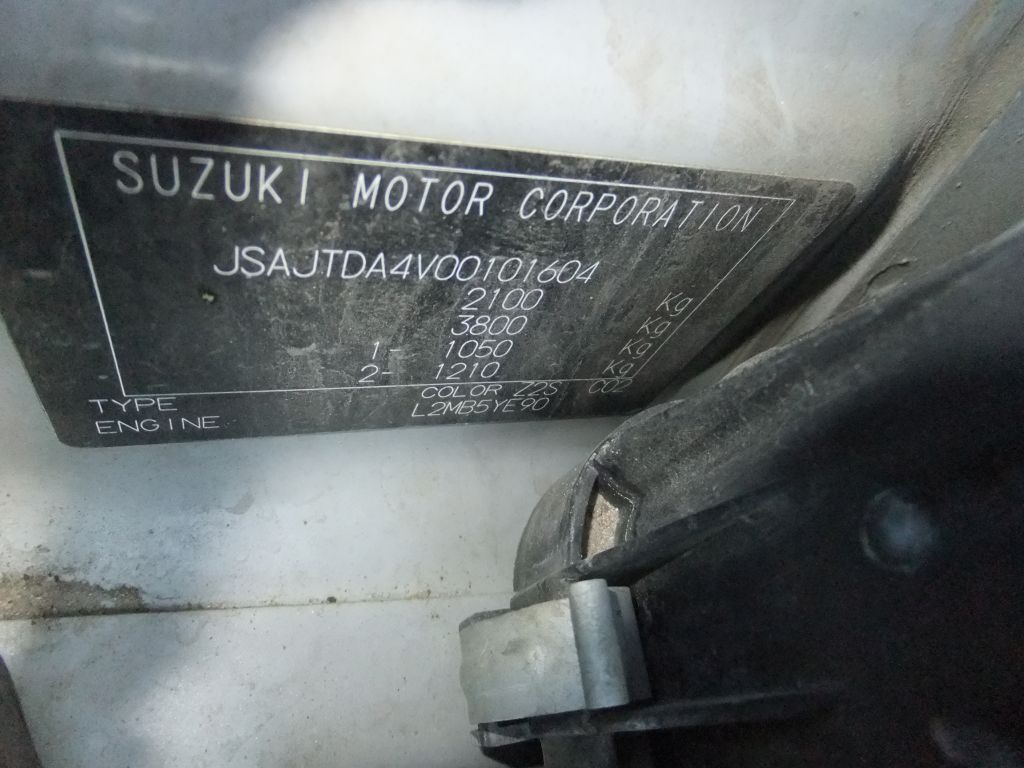 SUZUKI MOTOR CORPORATION
JSAJTDA4V00101604
2100 Kg
3800 Kg
1- 1050 Kg
2- 1210 Kg
TYPE COLOR Z2S C02
ENGINE L2MB5YE90